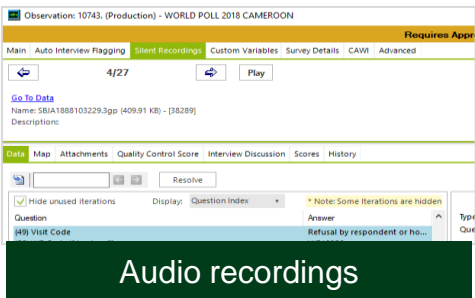 Observation: 10743. (Production) - WORLD POLL 2018 CAMEROON
Requires Appr
Main Auto Interview Flagging Silent Recordings Custom Variables Survey Details CAWI Advanced
4/27 Play
Go To Data
Name: SBJA1888103229.3gp (409.91 KB) - [38289]
Description:
Data Map Attachments Quality Control Score Interview Discussion Scores History
Resolve
Hide unused iterations Display: Question Index * Note: Some Iterations are hidden
Question Answer Type
(49) Visit Code Refusal by respondent or ho... Que
Audio recordings